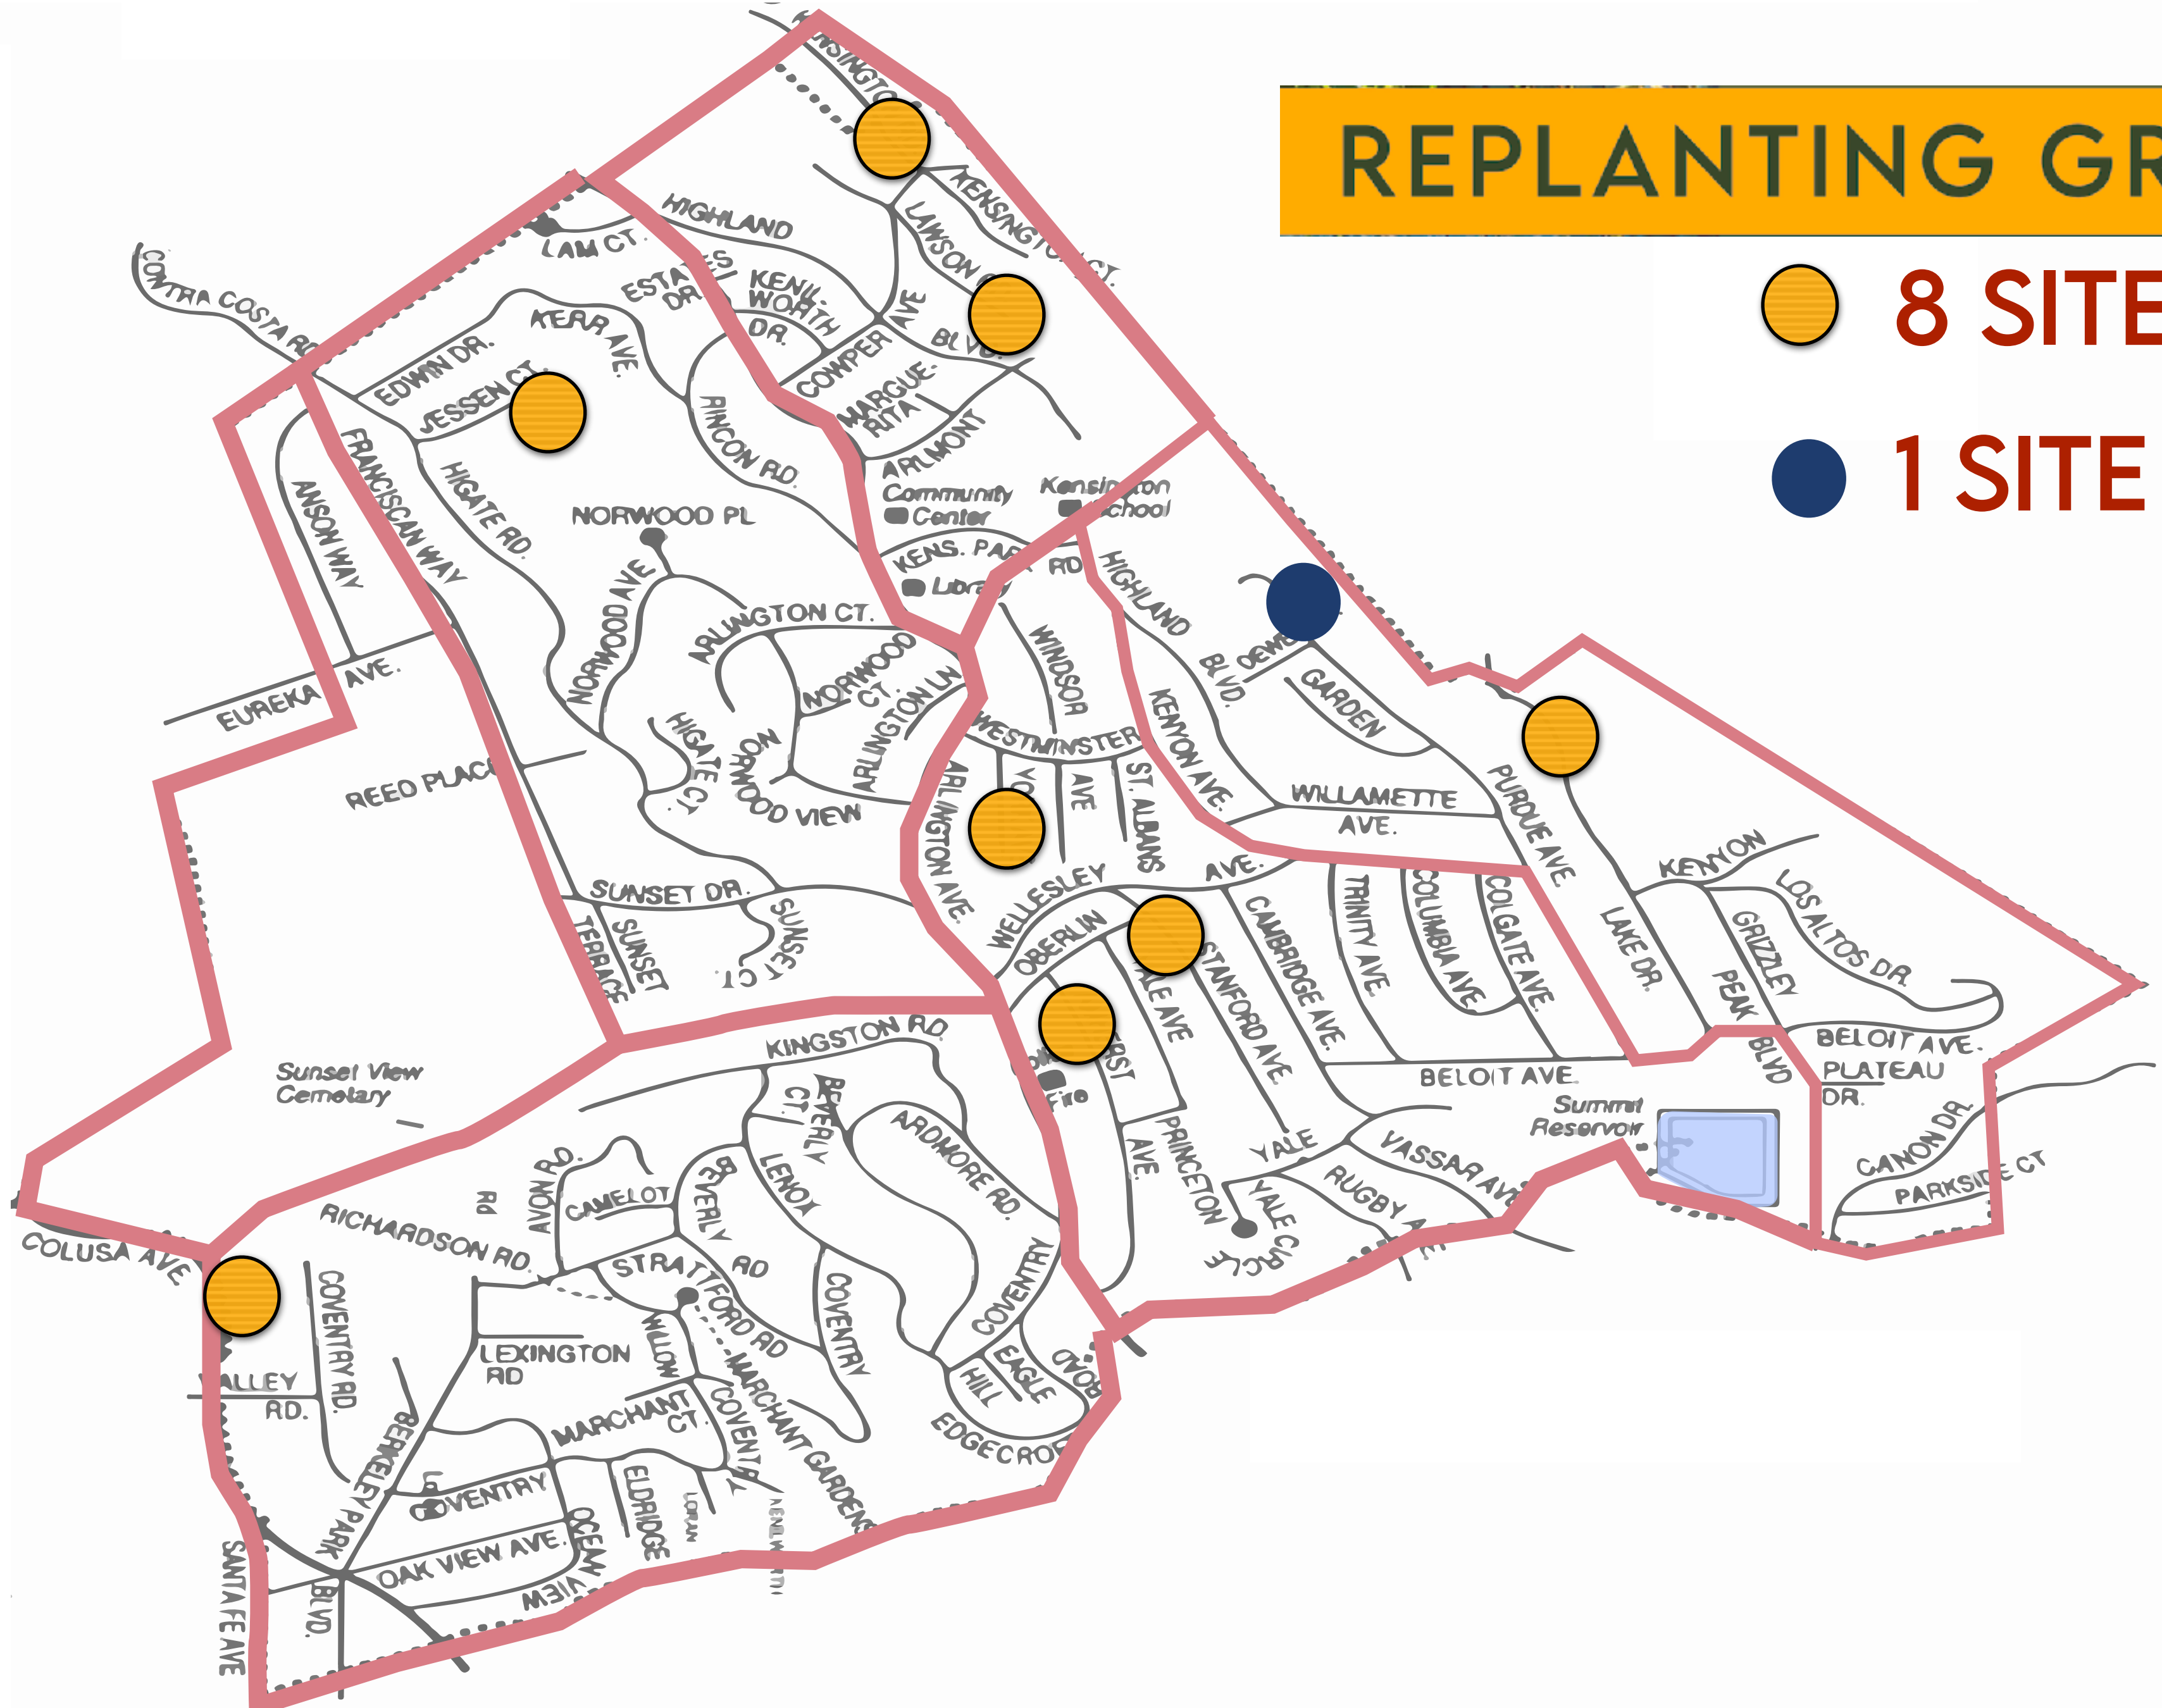 REPLANTING GR
8 SITE
1 SITE
KENSINGTON CT.
HIGHLAND
LAWSON
LAM CT.
CONTRA COSTA RD
ESTATES
DR.
KENIL-
WORTH
DR.
AVE
BLVD.
KERR AVE.
EDWIN DR.
JESSEN CT.
COWPER
MARGUE-
RITA
ARLMONT
RINCON RD.
FRANCISCAN WAY
ANSON WAY
HIGATE RD.
NORWOOD PL
Community
Center
Kensington
School
KENS. PARK
RD
Library
HIGHLAND
BLVD.
NORWOOD AVE
ARLINGTON CT.
NORWOOD
CT.
ARLINGTON LN
WINDSOR
GARDEN
EUREKA AVE.
HIGATE CT.
NORWOOD VIEW
WESTMINSTER
KENYON AVE.
REED PLACE
ARLINGTON AVE.
AVE
ST. ALBANS
WILLAMETTE
AVE.
PURDUE AVE.
KENYON
LOS ALTOS DR
SUNSET DR.
SUNSET
TERRACE
SUNSET CT.
WELLESLEY AVE.
OBERLIN
YALE AVE
STANFORD AVE.
CAMBRIDGE AVE.
TRINITY AVE.
COLUMBIA AVE
COLGATE AVE.
LAKE DR.
GRIZZLEY
PEAK
BLVD
BELOIT AVE.
PLATEAU
DR.
KINGSTON RD.
Sunset View
Cemetary
Fire
BELOIT AVE.
Summit
Reservoir
CANON DR.
PARKSIDE CT
BEVERLY
CT.
ARDMORE RD.
LENOX
AVE.
PRINCETON
YALE
VASSAR AVE
RUGBY
YALE CIRCLE
AVON RD.
RD
CAMELOT
BEVERLY
RD
RICHARDSON RD.
COLUSA AVE
STRATFORD RD
COVENTRY
COVENTRY
COVENTRY RD.
LEXINGTON
RD
WILLOW
EAGLE
HILL
EDGECROFT
ROAD
VALLEY
RD.
MARCHANT
CT.
COVENTRY
MARCHANT GARDENS
BERKELEY PARK
BLVD.
COVENTRY
ELDRIDGE
OCEAN
VIEW
OAK VIEW AVE.
SANTA FE AVE